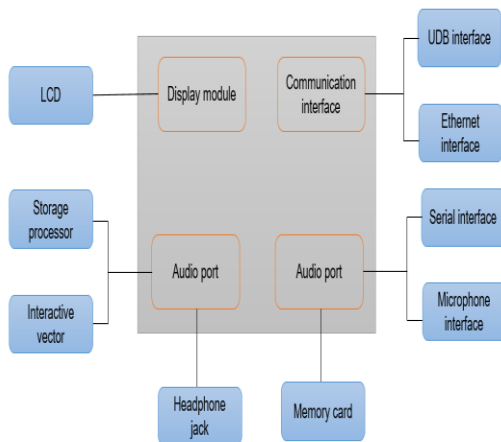 UDB interface
LCD
Display module
Communication
interface
Ethernet
interface
Storage
processor
Serial interface
Audio port
Audio port
Interactive
vector
Microphone
interface
Headphone
jack
Memory card